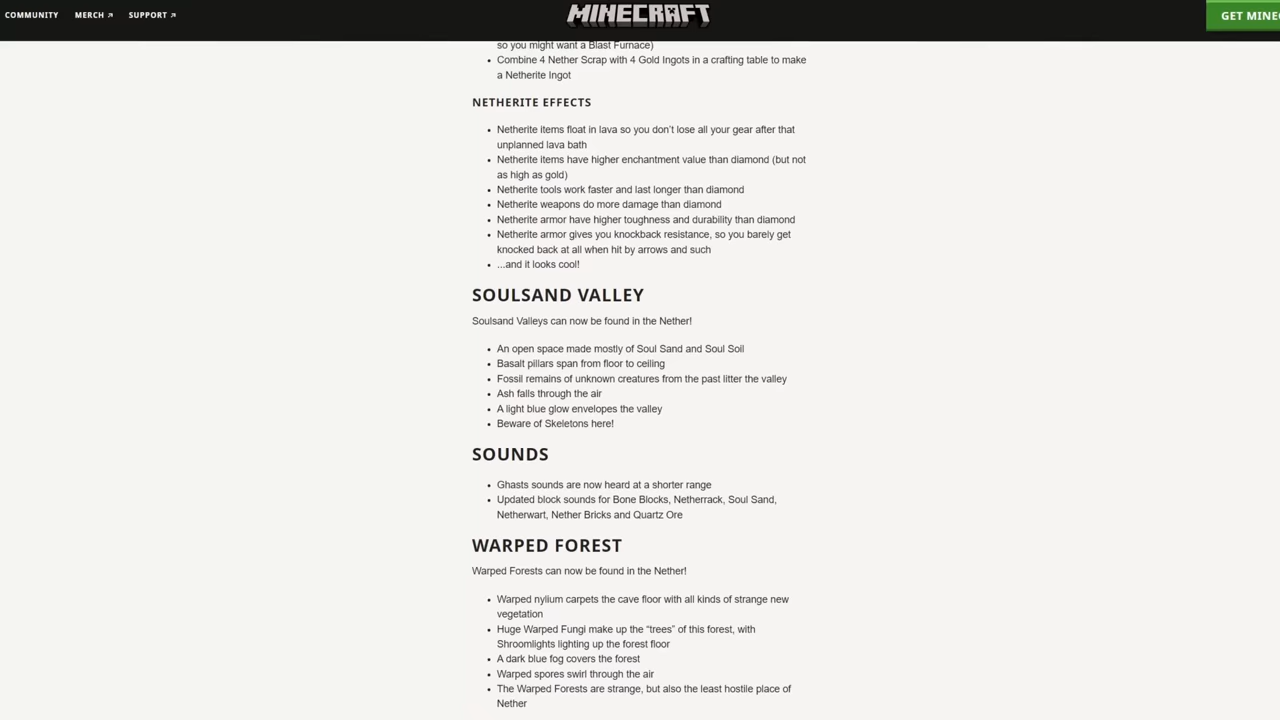 COMMUNITY MERCH ↗ SUPPORT ↗ MINECRAFT GET MINE
so you might want a Blast Furnace)
• Combine 4 Nether Scrap with 4 Gold Ingots in a crafting table to make
a Netherite Ingot
NETHERITE EFFECTS
• Netherite items float in lava so you don’t lose all your gear after that
unplanned lava bath
• Netherite items have higher enchantment value than diamond (but not
as high as gold)
• Netherite tools work faster and last longer than diamond
• Netherite weapons do more damage than diamond
• Netherite armor have higher toughness and durability than diamond
• Netherite armor gives you knockback resistance, so you barely get
knocked back at all when hit by arrows and such
• ...and it looks cool!
SOULSAND VALLEY
Soulsand Valleys can now be found in the Nether!
• An open space made mostly of Soul Sand and Soul Soil
• Basalt pillars span from floor to ceiling
• Fossil remains of unknown creatures from the past litter the valley
• Ash falls through the air
• A light blue glow envelopes the valley
• Beware of Skeletons here!
SOUNDS
• Ghasts sounds are now heard at a shorter range
• Updated block sounds for Bone Blocks, Netherrack, Soul Sand,
Netherwart, Nether Bricks and Quartz Ore
WARPED FOREST
Warped Forests can now be found in the Nether!
• Warped nylium carpets the cave floor with all kinds of strange new
vegetation
• Huge Warped Fungi make up the “trees” of this forest, with
Shroomlights lighting up the forest floor
• A dark blue fog covers the forest
• Warped spores swirl through the air
• The Warped Forests are strange, but also the least hostile place of
Nether